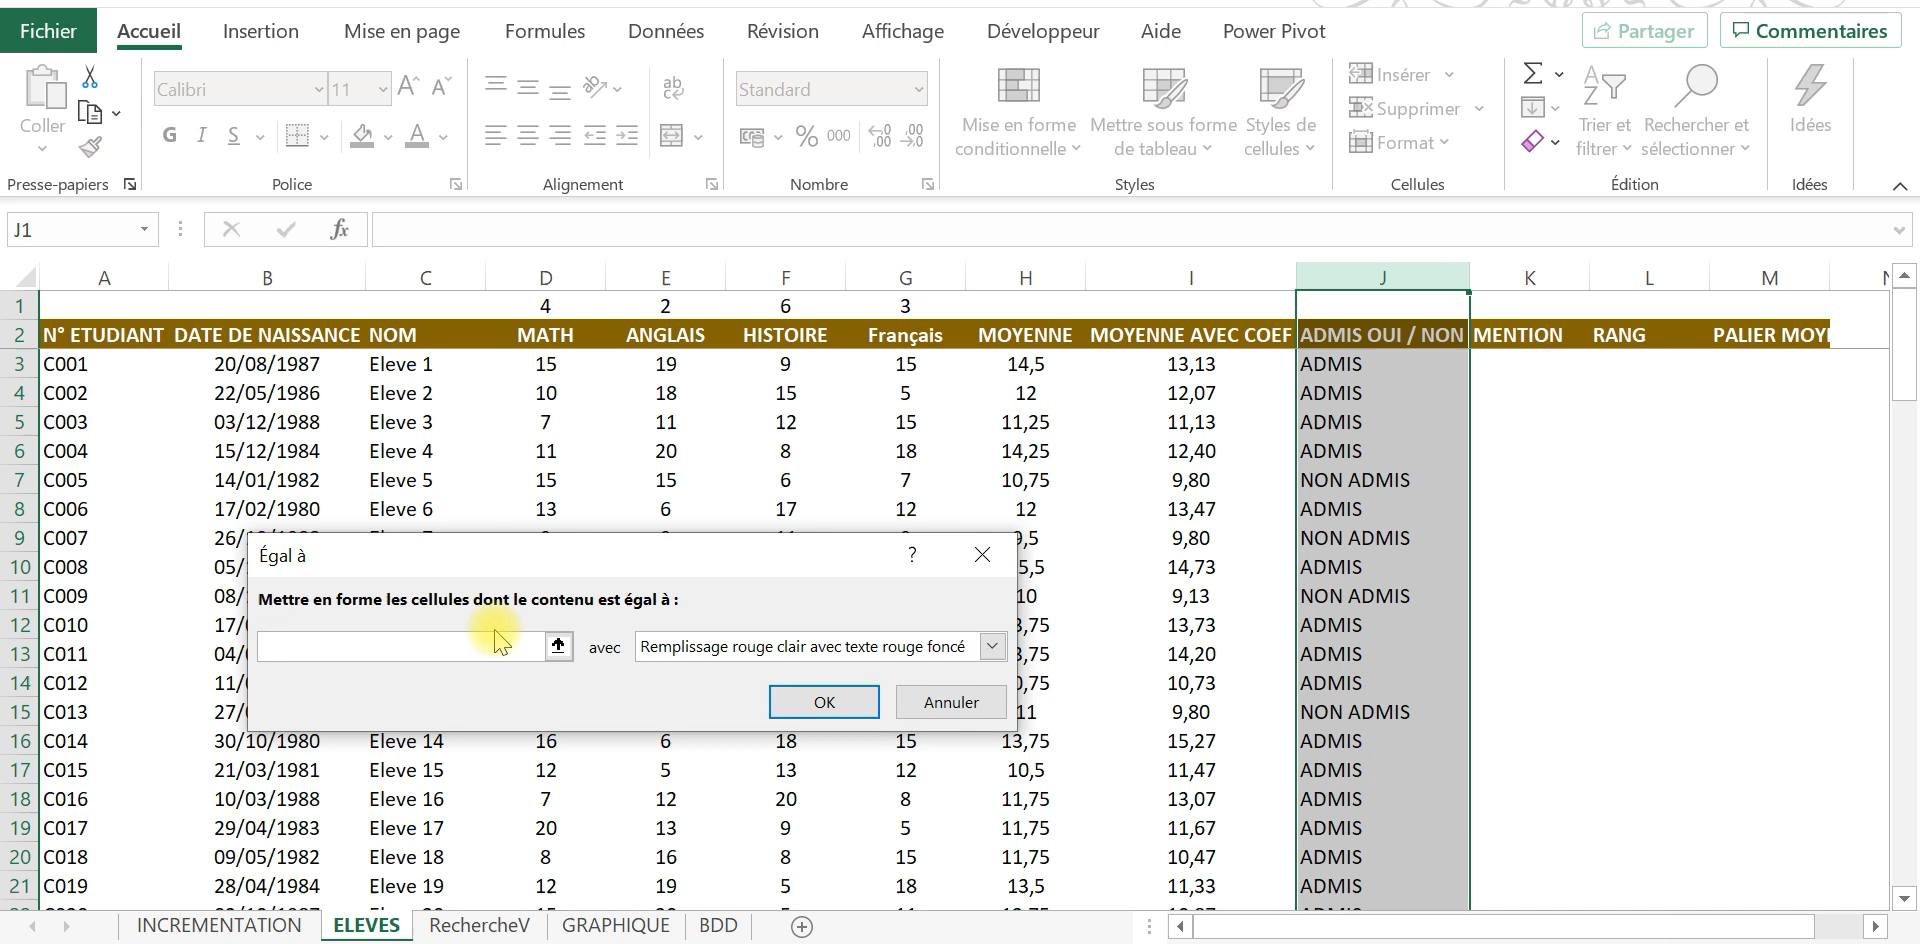 Fichier Accueil Insertion Mise en page Formules Données Révision Affichage Développeur Aide Power Pivot Partager Commentaires
Coller
Calibri 11
G I S
Standard
% 000
Mise en forme conditionnelle
Mettre sous forme de tableau
Styles de cellules
Insérer
Supprimer
Format
Trier et filtrer
Rechercher et sélectionner
Idées
Presse-papiers Police Alignement Nombre Styles Cellules Édition Idées
J1 fx
A B C D E F G H I J K L M
1 4 2 6 3
2 N° ETUDIANT DATE DE NAISSANCE NOM MATH ANGLAIS HISTOIRE Français MOYENNE MOYENNE AVEC COEF ADMIS OUI / NON MENTION RANG PALIER MOY
3 C001 20/08/1987 Eleve 1 15 19 9 15 14,5 13,13 ADMIS
4 C002 22/05/1986 Eleve 2 10 18 15 5 12 12,07 ADMIS
5 C003 03/12/1988 Eleve 3 7 11 12 15 11,25 11,13 ADMIS
6 C004 15/12/1984 Eleve 4 11 20 8 18 14,25 12,40 ADMIS
7 C005 14/01/1982 Eleve 5 15 15 6 7 10,75 9,80 NON ADMIS
8 C006 17/02/1980 Eleve 6 13 6 17 12 12 13,47 ADMIS
9 C007 26/ ,5 9,80 NON ADMIS
10 C008 05/ 5,5 14,73 ADMIS
11 C009 08/ 10 9,13 NON ADMIS
12 C010 17/ ,75 13,73 ADMIS
13 C011 04/ ,75 14,20 ADMIS
14 C012 11/ ,75 10,73 ADMIS
15 C013 27/ 11 9,80 NON ADMIS
Égal à ?
Mettre en forme les cellules dont le contenu est égal à :
avec Remplissage rouge clair avec texte rouge foncé
OK Annuler
16 C014 30/10/1980 Eleve 14 16 6 18 15 13,75 15,27 ADMIS
17 C015 21/03/1981 Eleve 15 12 5 13 12 10,5 11,47 ADMIS
18 C016 10/03/1988 Eleve 16 7 12 20 8 11,75 13,07 ADMIS
19 C017 29/04/1983 Eleve 17 20 13 9 5 11,75 11,67 ADMIS
20 C018 09/05/1982 Eleve 18 8 16 8 15 11,75 10,47 ADMIS
21 C019 28/04/1984 Eleve 19 12 19 5 18 13,5 11,33 ADMIS
INCREMENTATION ELEVES RechercheV GRAPHIQUE BDD